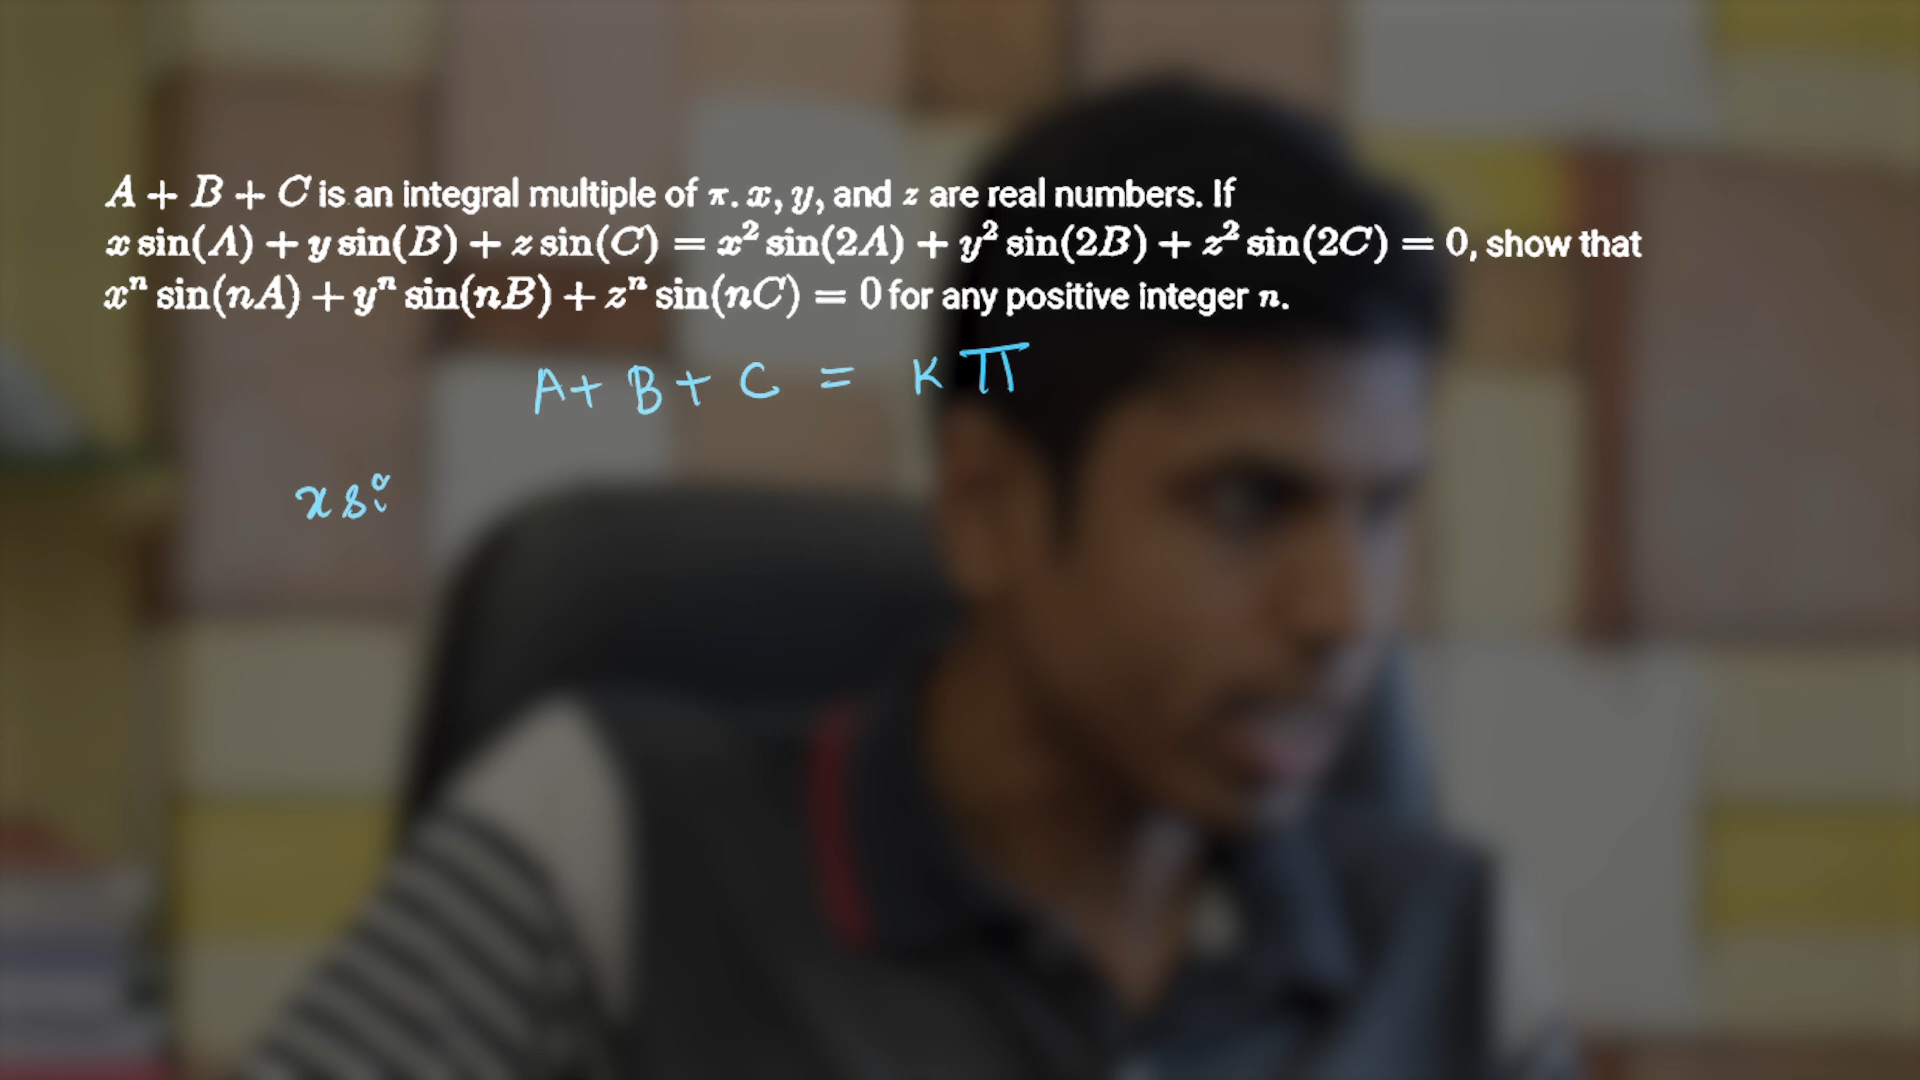 A + B + C is an integral multiple of π. x, y, and z are real numbers. If
x sin(A) + y sin(B) + z sin(C) = x² sin(2A) + y² sin(2B) + z² sin(2C) = 0, show that
xⁿ sin(nA) + yⁿ sin(nB) + zⁿ sin(nC) = 0 for any positive integer n.
A + B + C = K π
x si